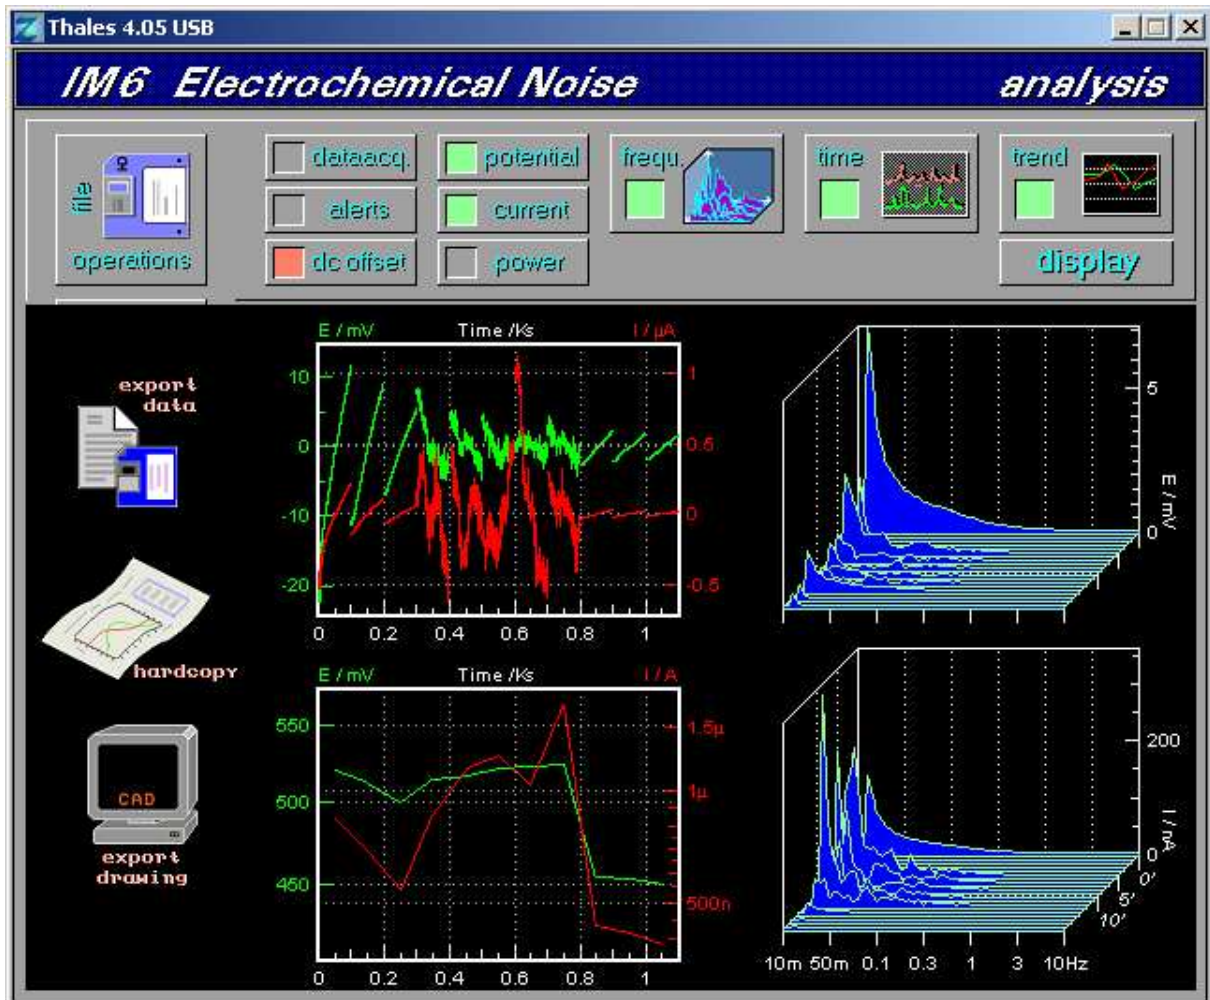 Thales 4.05 USB
IM6 Electrochemical Noise analysis
file
operations
dataacq.
alerts
dc offset
potential
current
power
frequ.
time
trend
display
export
data
hardcopy
CAD
export
drawing
E / mV Time /Ks I / µA
10
0
-10
-20
1
0.5
0
-0.5
0 0.2 0.4 0.6 0.8 1
E / mV Time /Ks I / A
550
500
450
1.5µ
1µ
500n
0 0.2 0.4 0.6 0.8 1
5
E / mV
0
200
I / nA
0
0'
5'
10'
10m 50m 0.1 0.3 1 3 10Hz